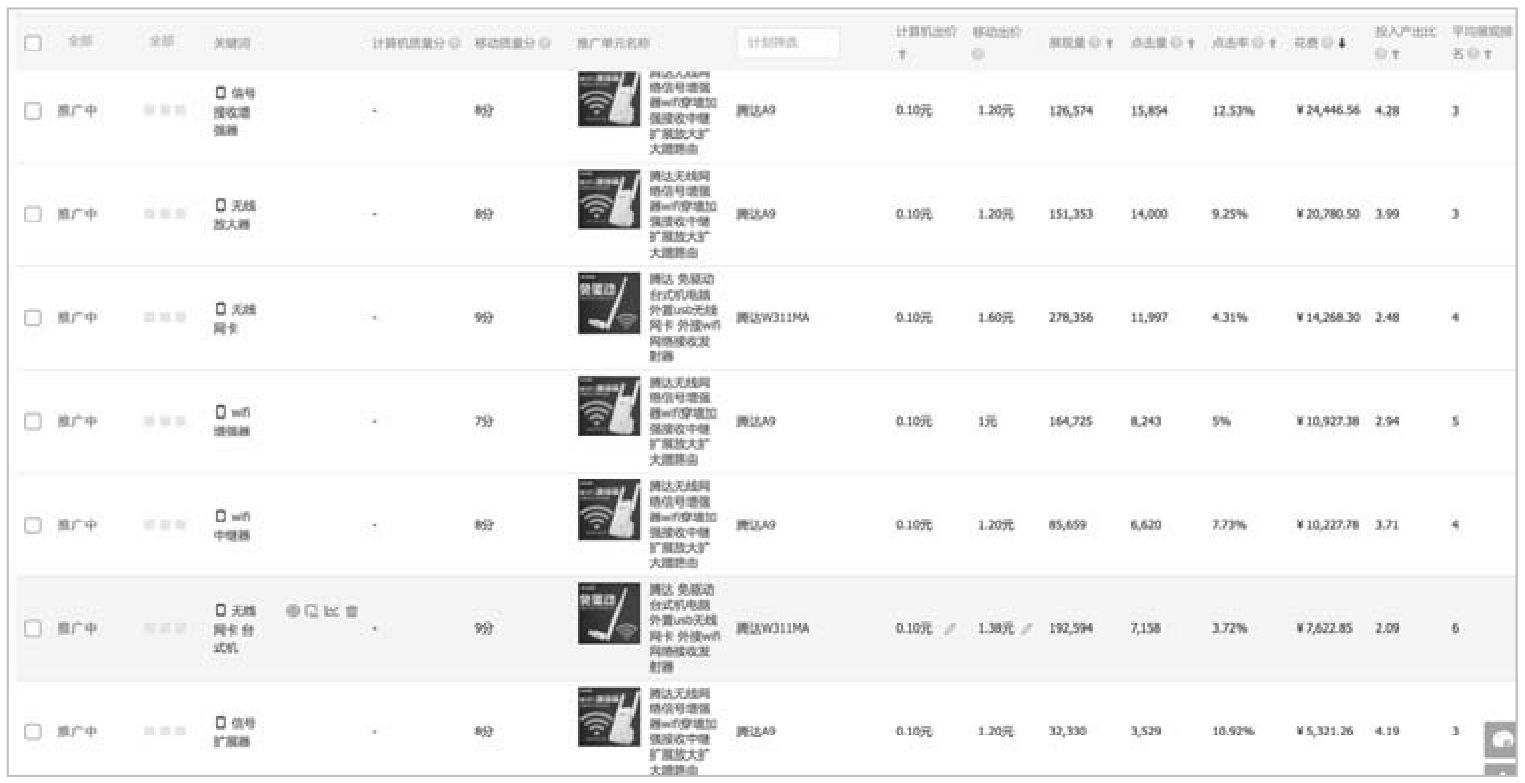 全部 全部 关键词 计算机质量分 移动质量分 推广单元名称 计划筛选 计算机出价 移动出价 展现量 点击量 点击率 花费 投入产出比 平均展现排名
推广中 信号接收增强器 - 8分 腾达无线网络信号增强器wifi穿墙加强接收中继扩展放大扩大器路由 腾达A9 0.10元 1.20元 126,574 15,854 12.53% ¥24,446.56 4.28 3
推广中 无线放大器 - 8分 腾达无线网络信号增强器wifi穿墙加强接收中继扩展放大扩大器路由 腾达A9 0.10元 1.20元 151,353 14,000 9.25% ¥20,780.50 3.99 3
推广中 无线网卡 - 9分 免驱动 腾达 免驱动台式机电脑外置usb无线网卡 外接wifi网络接收发射器 腾达W311MA 0.10元 1.60元 278,356 11,997 4.31% ¥14,268.30 2.48 4
推广中 wifi增强器 - 7分 腾达无线网络信号增强器wifi穿墙加强接收中继扩展放大扩大器路由 腾达A9 0.10元 1元 164,725 8,243 5% ¥10,927.38 2.94 5
推广中 wifi中继器 - 8分 腾达无线网络信号增强器wifi穿墙加强接收中继扩展放大扩大器路由 腾达A9 0.10元 1.20元 85,659 6,620 7.73% ¥10,227.78 3.71 4
推广中 无线网卡 台式机 - 9分 免驱动 腾达 免驱动台式机电脑外置usb无线网卡 外接wifi网络接收发射器 腾达W311MA 0.10元 1.38元 192,594 7,158 3.72% ¥7,622.85 2.09 6
推广中 信号扩展器 - 8分 腾达无线网络信号增强器wifi穿墙加强接收中继扩展放大扩大器路由 腾达A9 0.10元 1.20元 32,330 3,529 10.92% ¥5,321.26 4.19 3